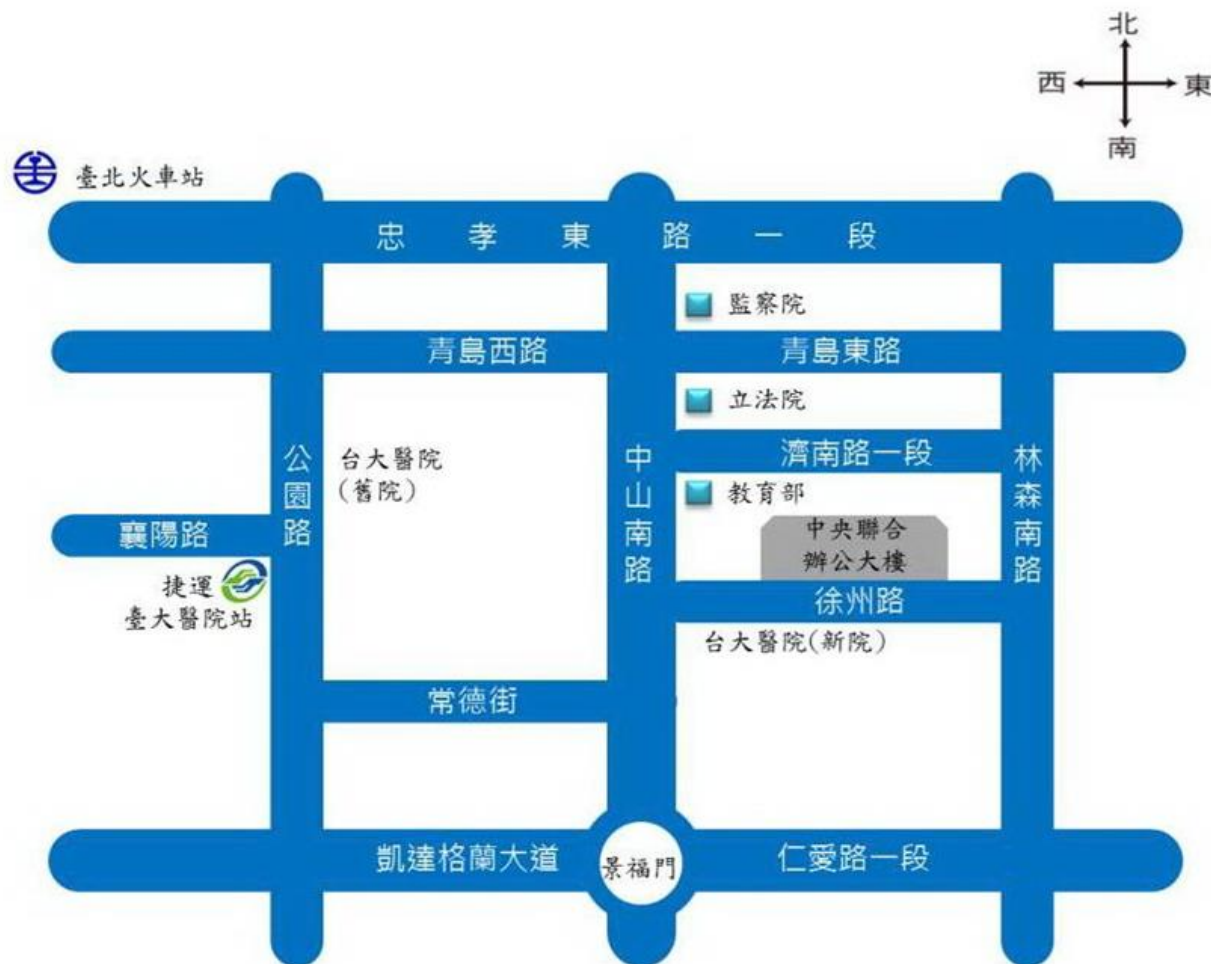 北
西 東
南
臺北火車站
忠孝東路一段
監察院
青島西路
青島東路
立法院
公園路
台大醫院
(舊院)
中山南路
濟南路一段
林森南路
教育部
襄陽路
中央聯合
辦公大樓
捷運
臺大醫院站
徐州路
台大醫院(新院)
常德街
凱達格蘭大道
景福門
仁愛路一段